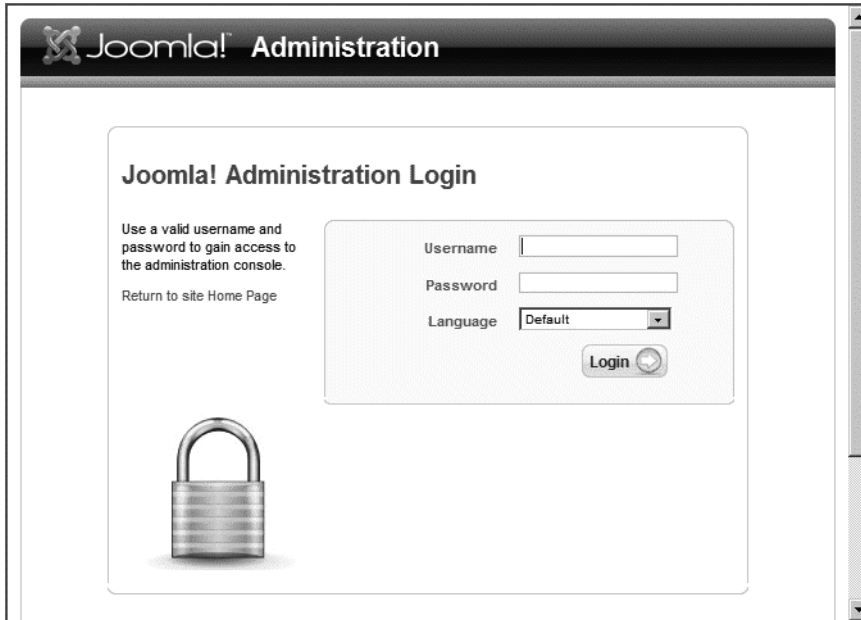 Joomla!™ Administration
Joomla! Administration Login
Use a valid username and
password to gain access to
the administration console.
Return to site Home Page
Username
Password
Language Default
Login